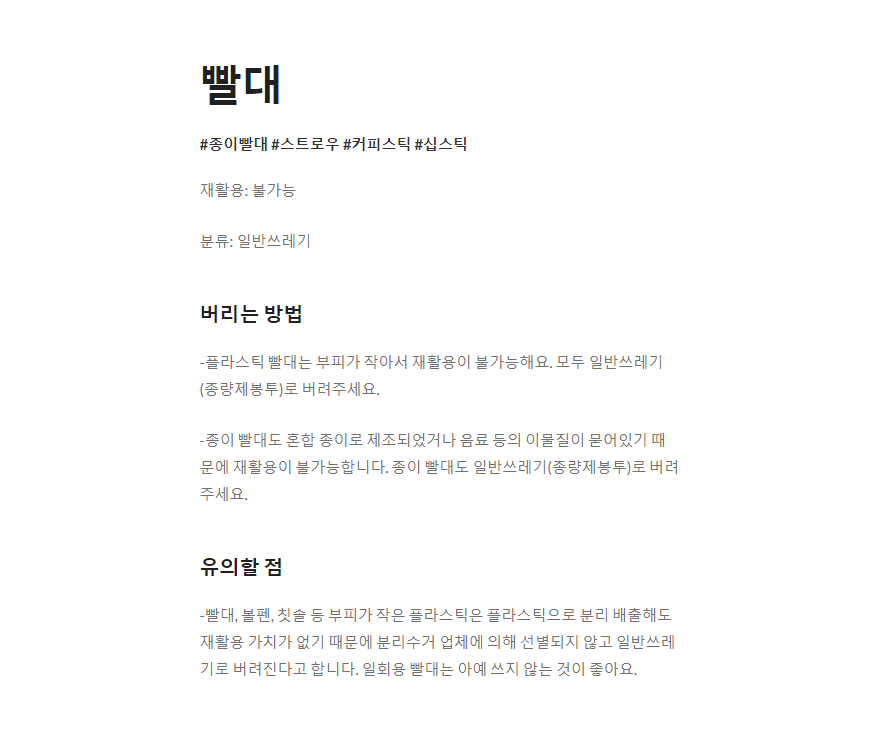 빨대
#종이빨대 #스트로우 #커피스틱 #십스틱
재활용: 불가능
분류: 일반쓰레기
버리는 방법
-플라스틱 빨대는 부피가 작아서 재활용이 불가능해요. 모두 일반쓰레기
(종량제봉투)로 버려주세요.
-종이 빨대도 혼합 종이로 제조되었거나 음료 등의 이물질이 묻어있기 때
문에 재활용이 불가능합니다. 종이 빨대도 일반쓰레기(종량제봉투)로 버려
주세요.
유의할 점
-빨대, 볼펜, 칫솔 등 부피가 작은 플라스틱은 플라스틱으로 분리 배출해도
재활용 가치가 없기 때문에 분리수거 업체에 의해 선별되지 않고 일반쓰레
기로 버려진다고 합니다. 일회용 빨대는 아예 쓰지 않는 것이 좋아요.